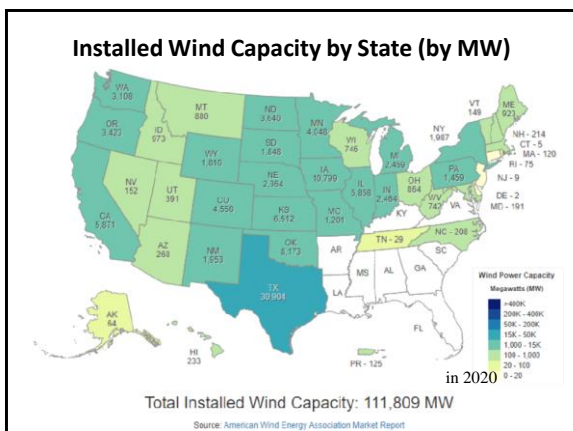 Installed Wind Capacity by State (by MW)
WA
3,108
OR
3,423
CA
5,871
ID
973
NV
152
MT
880
WY
1,810
UT
391
AZ
268
CO
4,550
NM
1,953
ND
3,640
SD
1,848
NE
2,364
KS
6,512
OK
8,173
TX
30,904
MN
4,048
IA
10,799
MO
1,201
AR
LA
WI
746
IL
5,858
MS
MI
2,459
IN
2,464
KY
TN - 29
AL
OH
864
WV
742
GA
FL
SC
NC - 208
VA
PA
1,459
NY
1,987
VT
149
ME
923
NH - 214
CT - 5
MA - 120
RI - 75
NJ - 9
DE - 2
MD - 191
AK
64
HI
233
PR - 125
Wind Power Capacity
Megawatts (MW)
>400K
200K - 400K
50K - 200K
15K - 50K
1,000 - 15K
100 - 1,000
20 - 100
0 - 20
in 2020
Total Installed Wind Capacity: 111,809 MW
Source: American Wind Energy Association Market Report